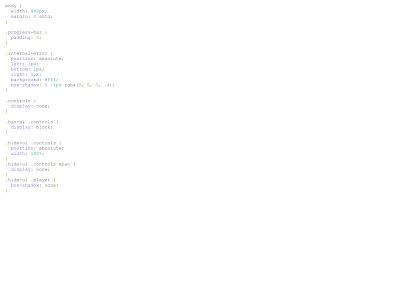 body {
width: 400px;
margin: 0 auto;
}
.progress-bar {
padding: 0;
}
.internal-error {
position: absolute;
left: 1px;
bottom: 1px;
right: 1px;
background: #fff;
box-shadow: 0 -1px rgba(0, 0, 0, .4);
}
.controls {
display: none;
}
.has-ui .controls {
display: block;
}
.hide-ui .controls {
position: absolute;
width: 100%;
}
.hide-ui .controls span {
display: none;
}
.hide-ui .player {
box-shadow: none;
}